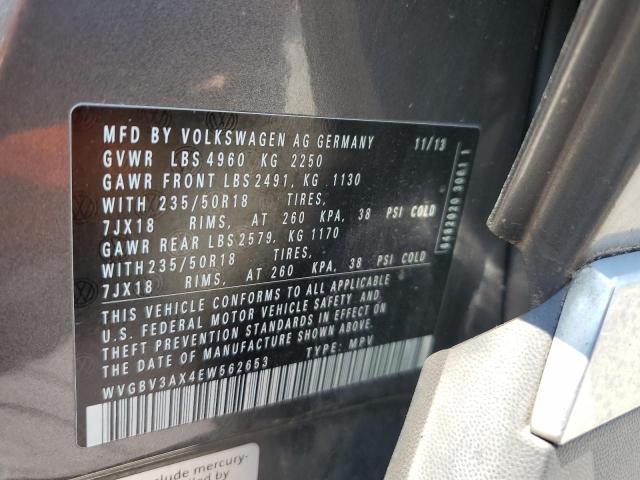 MFD BY VOLKSWAGEN AG GERMANY 11/13
GVWR LBS 4960 KG 2250
GAWR FRONT LBS 2491, KG 1130
WITH 235/50R18 TIRES,
7JX18 RIMS, AT 260 KPA, 38 PSI COLD
GAWR REAR LBS 2579, KG 1170
WITH 235/50R18 TIRES,
7JX18 RIMS, AT 260 KPA, 38 PSI COLD
THIS VEHICLE CONFORMS TO ALL APPLICABLE
U.S. FEDERAL MOTOR VEHICLE SAFETY AND
THEFT PREVENTION STANDARDS IN EFFECT ON
THE DATE OF MANUFACTURE SHOWN ABOVE.
WVGBV3AX4EW562653 TYPE: MPV
clude mercury-